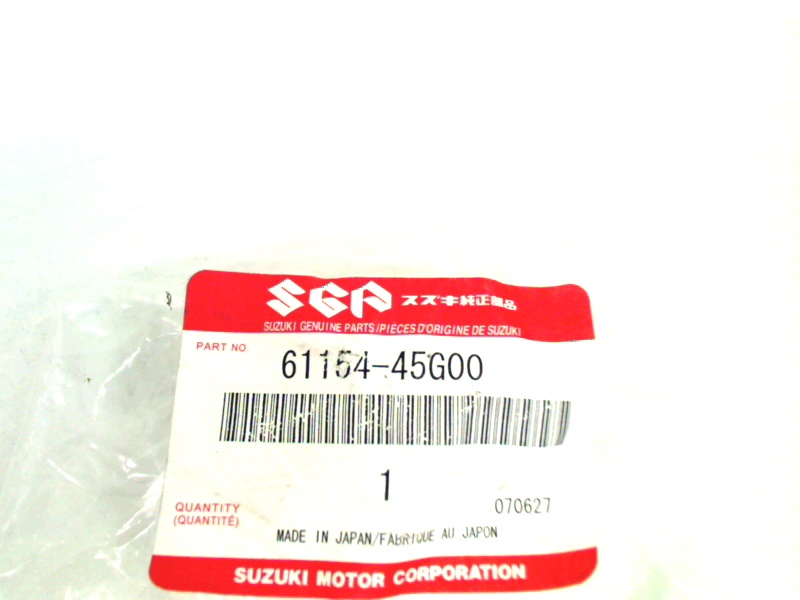 SGP スズキ純正部品
SUZUKI GENUINE PARTS/PIÈCES D'ORIGINE DE SUZUKI
PART NO.
61154-45G00
1
QUANTITY
(QUANTITÉ)
070627
MADE IN JAPAN/FABRIQUE AU JAPON
SUZUKI MOTOR CORPORATION